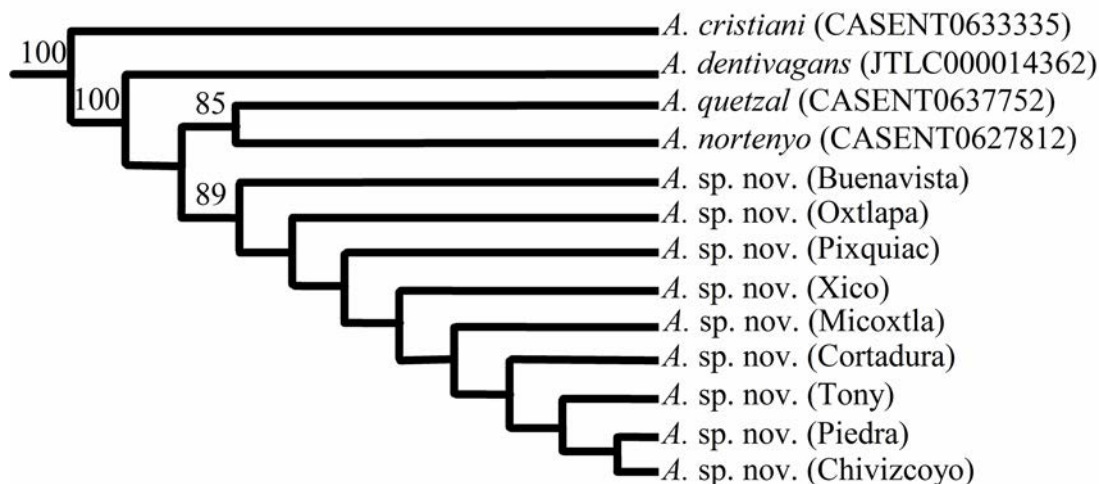 A. cristiani (CASENT0633335)
100
A. dentivagans (JTLC000014362)
100
85
A. quetzal (CASENT0637752)
A. nortenyo (CASENT0627812)
A. sp. nov. (Buenavista)
89
A. sp. nov. (Oxtlapa)
A. sp. nov. (Pixquiac)
A. sp. nov. (Xico)
A. sp. nov. (Micoxtla)
A. sp. nov. (Cortadura)
A. sp. nov. (Tony)
A. sp. nov. (Piedra)
A. sp. nov. (Chivizcoyo)